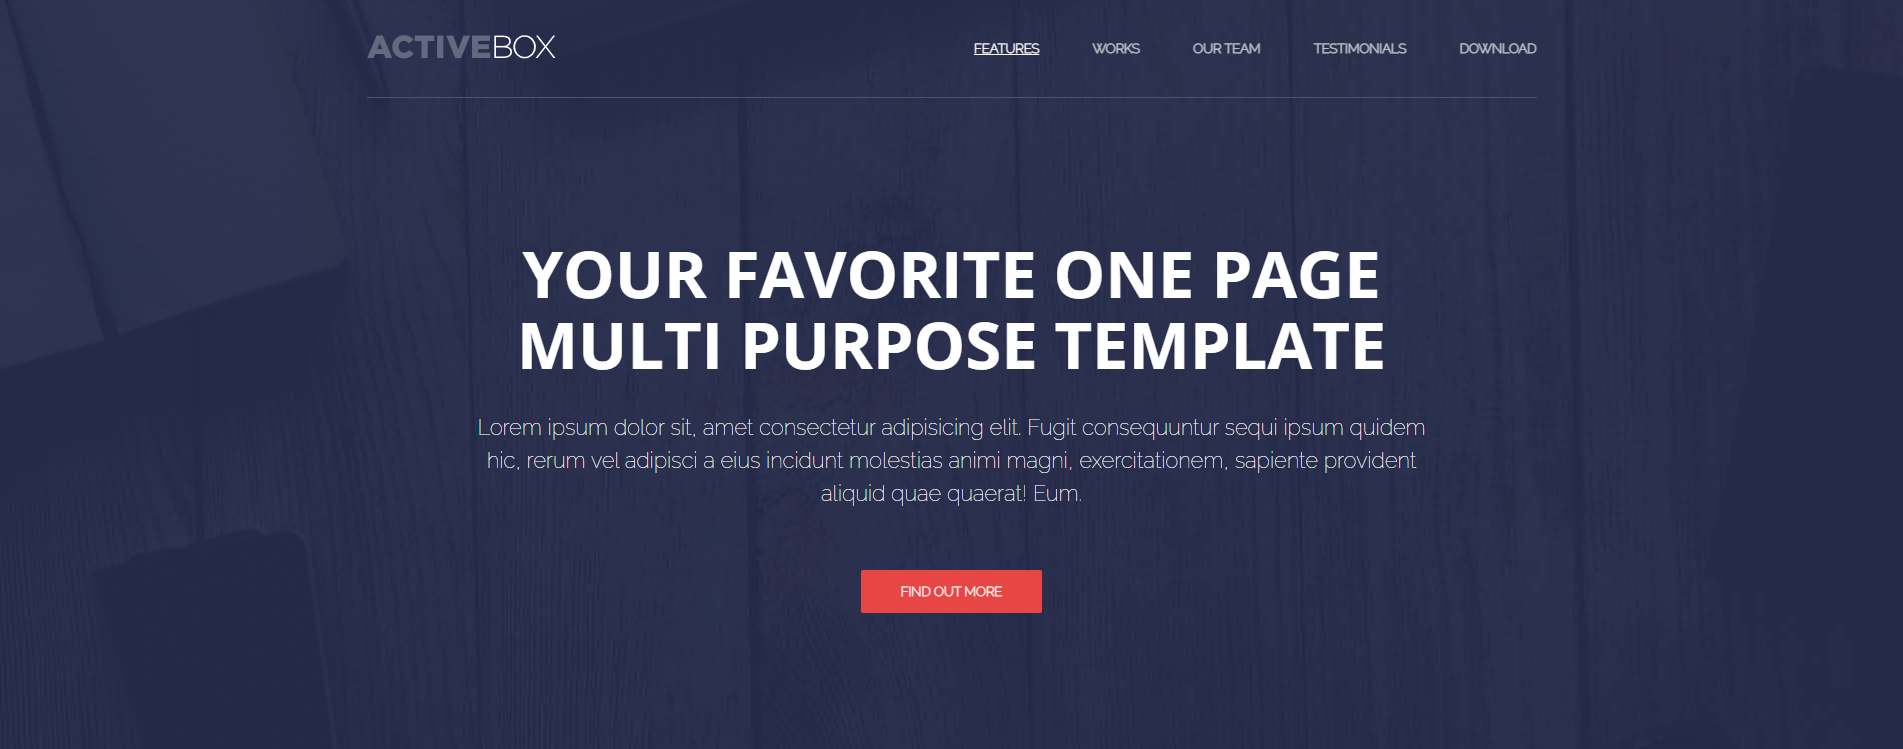 ACTIVEBOX
FEATURES WORKS OUR TEAM TESTIMONIALS DOWNLOAD
YOUR FAVORITE ONE PAGE
MULTI PURPOSE TEMPLATE
Lorem ipsum dolor sit, amet consectetur adipisicing elit. Fugit consequuntur sequi ipsum quidem
hic, rerum vel adipisci a eius incidunt molestias animi magni, exercitationem, sapiente provident
aliquid quae quaerat! Eum.
FIND OUT MORE